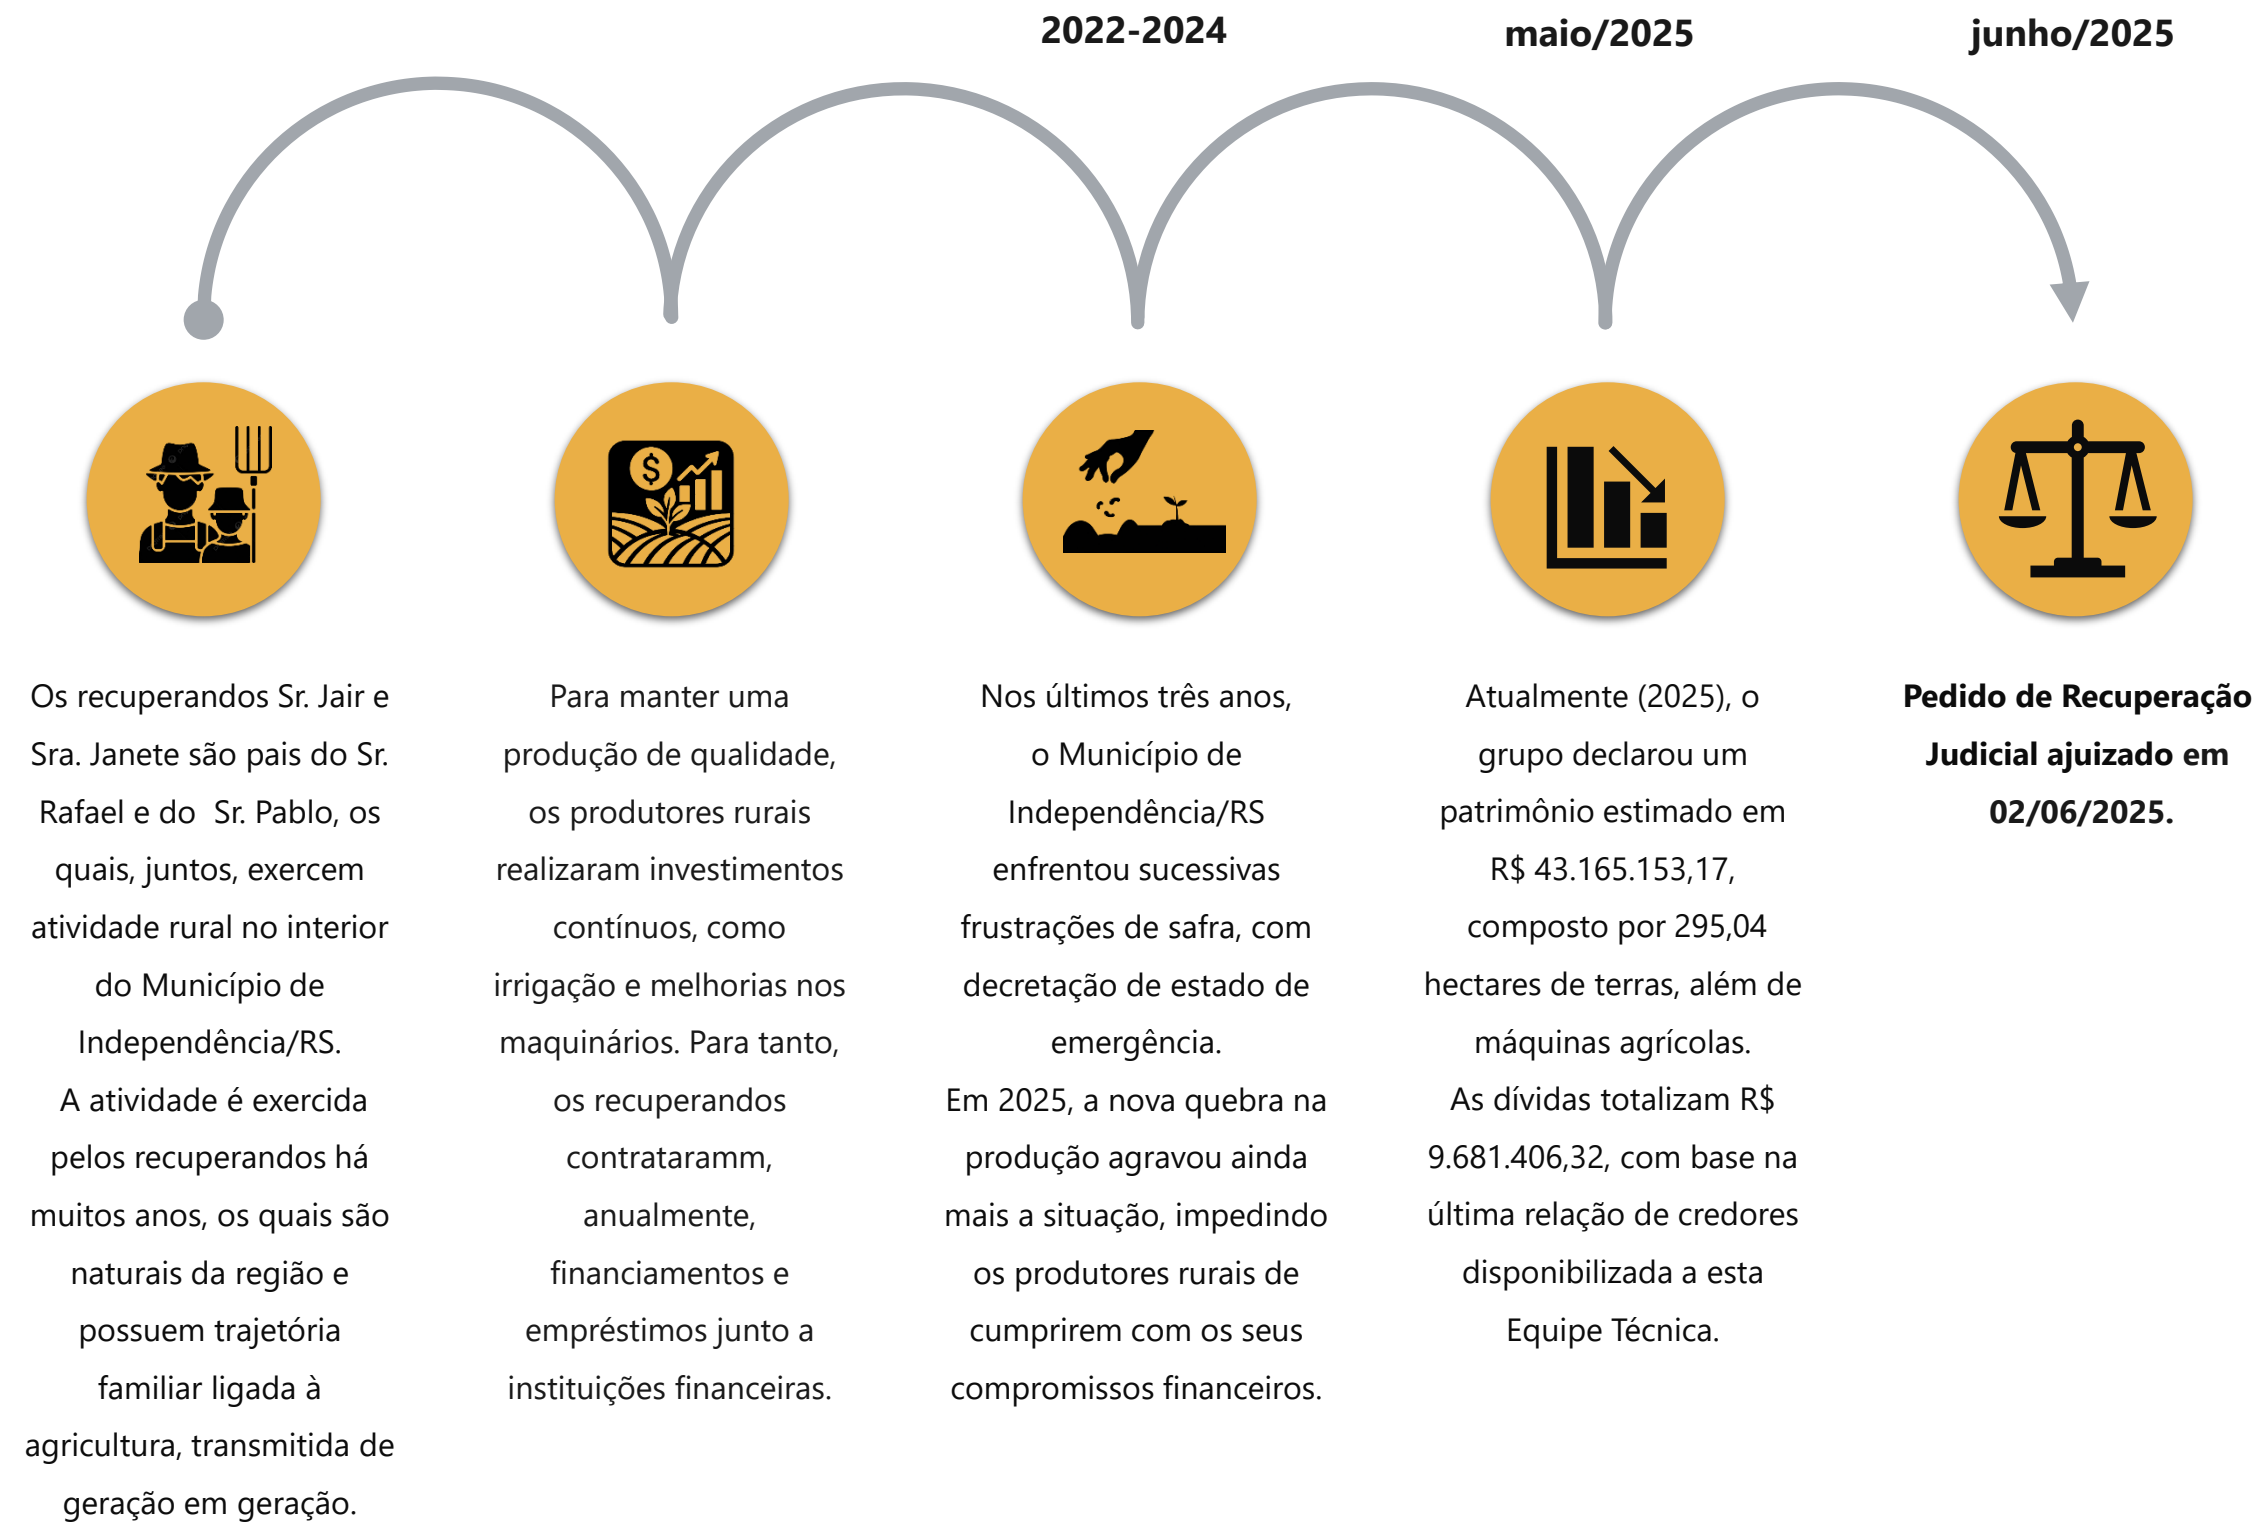 2022-2024
maio/2025
junho/2025
Os recuperandos Sr. Jair e
Sra. Janete são pais do Sr.
Rafael e do  Sr. Pablo, os
quais, juntos, exercem
atividade rural no interior
do Município de
Independência/RS.
A atividade é exercida
pelos recuperandos há
muitos anos, os quais são
naturais da região e
possuem trajetória
familiar ligada à
agricultura, transmitida de
geração em geração.
Para manter uma
produção de qualidade,
os produtores rurais
realizaram investimentos
contínuos, como
irrigação e melhorias nos
maquinários. Para tanto,
os recuperandos
contrataramm,
anualmente,
financiamentos e
empréstimos junto a
instituições financeiras.
Nos últimos três anos,
o Município de
Independência/RS
enfrentou sucessivas
frustrações de safra, com
decretação de estado de
emergência.
Em 2025, a nova quebra na
produção agravou ainda
mais a situação, impedindo
os produtores rurais de
cumprirem com os seus
compromissos financeiros.
Atualmente (2025), o
grupo declarou um
patrimônio estimado em
R$ 43.165.153,17,
composto por 295,04
hectares de terras, além de
máquinas agrícolas.
As dívidas totalizam R$
9.681.406,32, com base na
última relação de credores
disponibilizada a esta
Equipe Técnica.
Pedido de Recuperação
Judicial ajuizado em
02/06/2025.